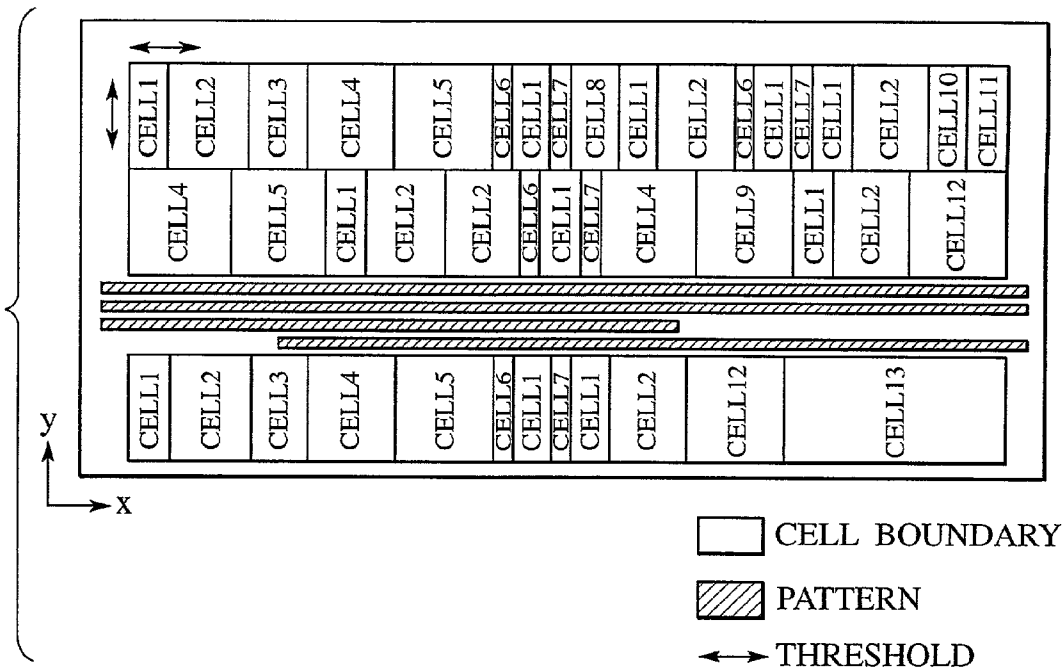 CELL1 CELL2 CELL3 CELL4 CELL5 CELL6 CELL1 CELL7 CELL8 CELL1 CELL2 CELL6 CELL1 CELL7 CELL1 CELL2 CELL10 CELL11
CELL4 CELL5 CELL1 CELL2 CELL2 CELL6 CELL1 CELL7 CELL4 CELL9 CELL1 CELL2 CELL12
CELL1 CELL2 CELL3 CELL4 CELL5 CELL6 CELL1 CELL7 CELL1 CELL2 CELL12 CELL13
y
x
CELL BOUNDARY
PATTERN
THRESHOLD